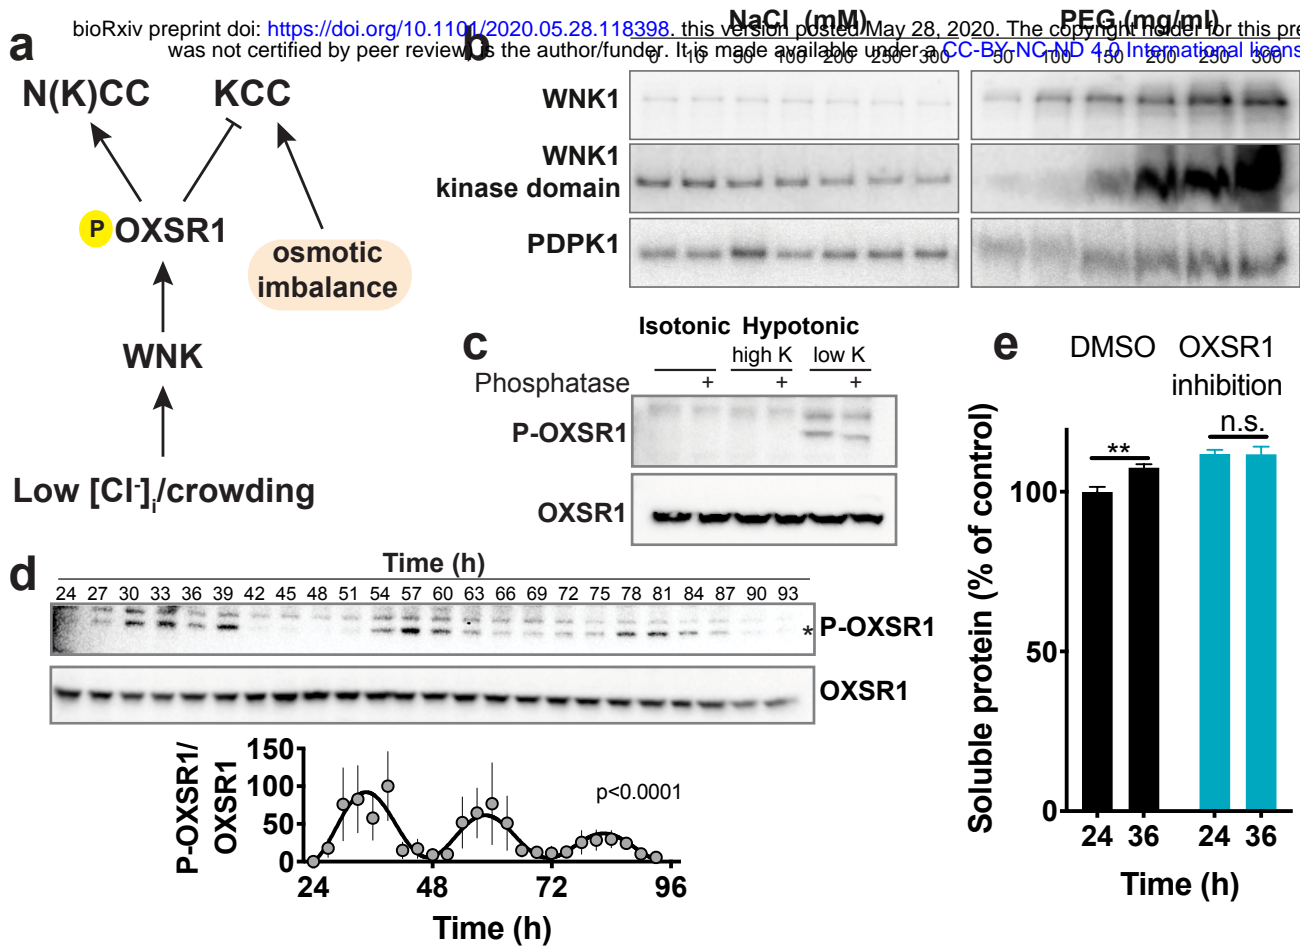 bioRxiv preprint doi: https://doi.org/10.1101/2020.05.28.118398. this version posted May 28, 2020. The copyright holder for this pre
was not certified by peer review) is the author/funder. It is made available under a CC-BY-NC-ND 4.0 International licens
a
N(K)CC KCC
P OXSR1
osmotic
imbalance
WNK
Low [Cl-]i/crowding
b
NaCl (mM) PEG (mg/ml)
0 10 50 100 200 250 300 50 100 150 200 250 300
WNK1
WNK1
kinase domain
PDPK1
c
Isotonic Hypotonic
high K low K
Phosphatase + + +
P-OXSR1
OXSR1
d
Time (h)
24 27 30 33 36 39 42 45 48 51 54 57 60 63 66 69 72 75 78 81 84 87 90 93
* P-OXSR1
OXSR1
P-OXSR1/
OXSR1
150
100
50
0
p<0.0001
24 48 72 96
Time (h)
e
DMSO OXSR1
inhibition
** n.s.
Soluble protein (% of control)
100
50
0
24 36 24 36
Time (h)